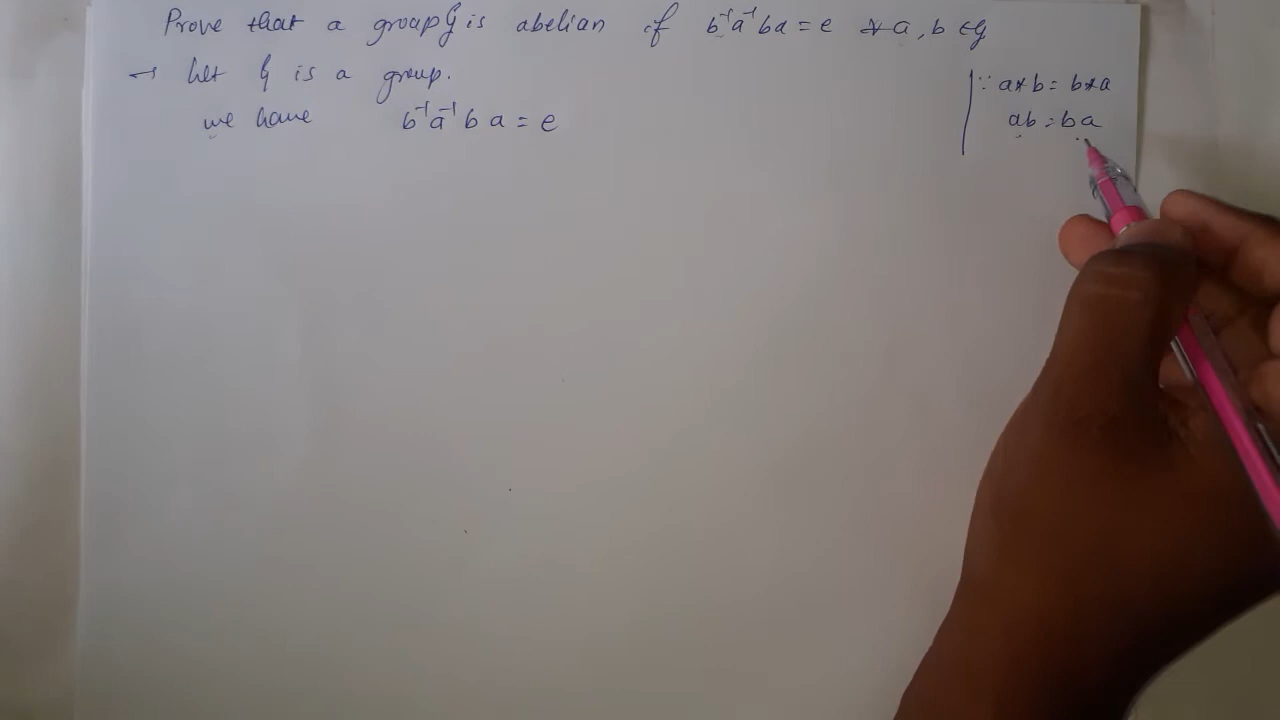 Prove that a group G is abelian if b⁻¹a⁻¹ba = e ∀ a, b ∈ G
→ Let G is a group.
∵ a*b = b*a
we have b⁻¹a⁻¹ba = e
ab = ba